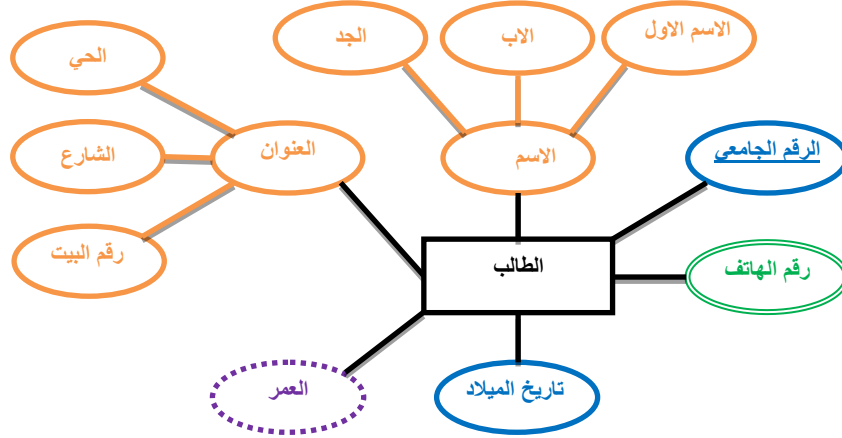 الاسم الاول
الاب
الجد
الحي
الرقم الجامعي
الاسم
العنوان
الشارع
رقم الهاتف
الطالب
رقم البيت
تاريخ الميلاد
العمر